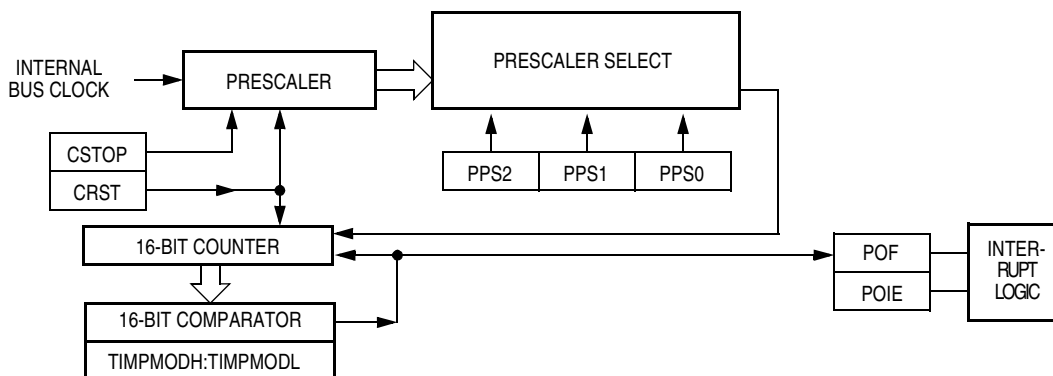 INTERNAL
BUS CLOCK
PRESCALER
PRESCALER SELECT
CSTOP
CRST
PPS2
PPS1
PPS0
16-BIT COUNTER
16-BIT COMPARATOR
TIMPMODH:TIMPMODL
POF
POIE
INTER-
RUPT
LOGIC